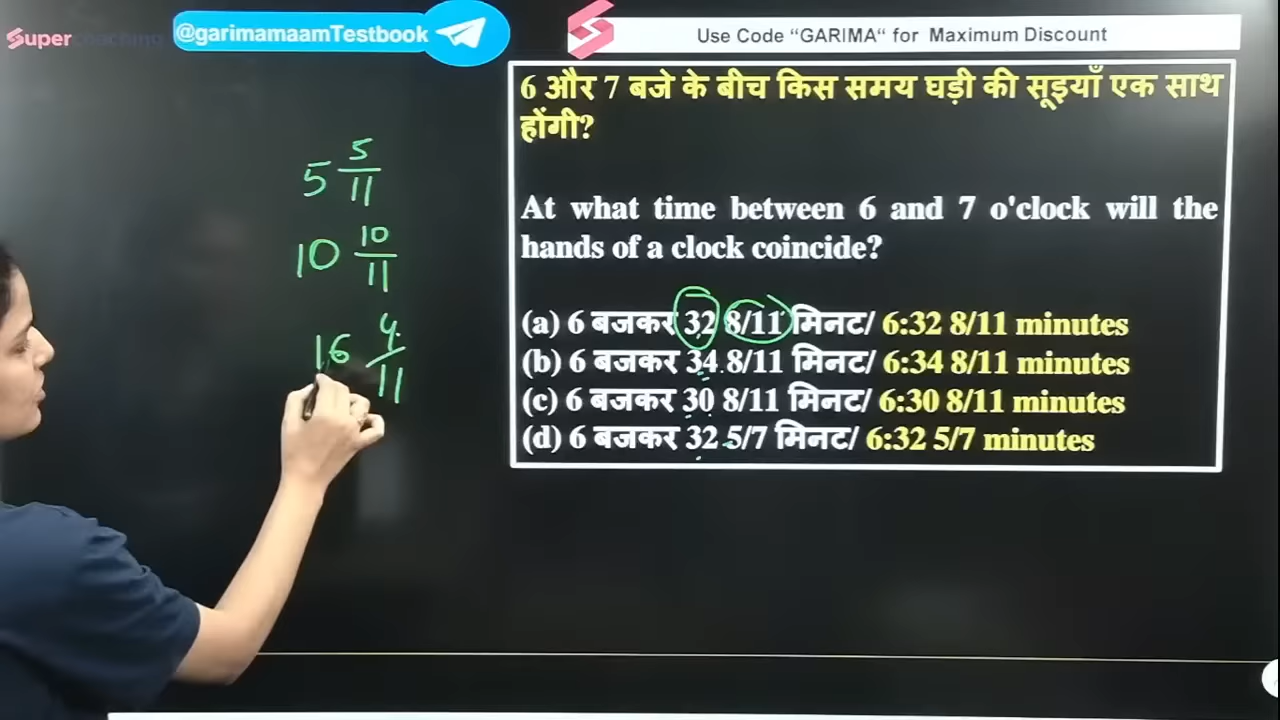 Supercoaching
@garimamaamTestbook
Use Code “GARIMA“ for Maximum Discount
6 और 7 बजे के बीच किस समय घड़ी की सूइयाँ एक साथ
होंगी?
At what time between 6 and 7 o'clock will the
hands of a clock coincide?
(a) 6 बजकर 32 8/11 मिनट/ 6:32 8/11 minutes
(b) 6 बजकर 34 8/11 मिनट/ 6:34 8/11 minutes
(c) 6 बजकर 30 8/11 मिनट/ 6:30 8/11 minutes
(d) 6 बजकर 32 5/7 मिनट/ 6:32 5/7 minutes
5 5/11
10 10/11
16 4/11